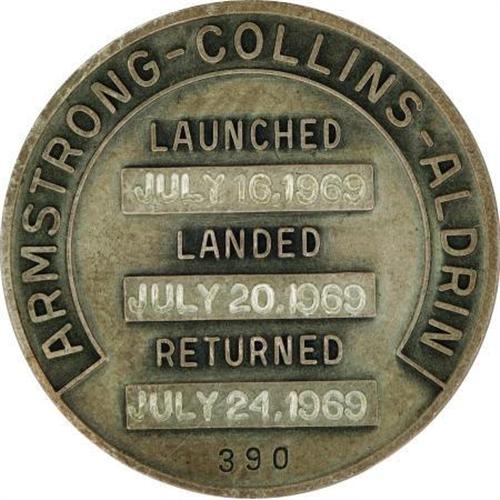 ARMSTRONG-COLLINS-ALDRIN
LAUNCHED
JULY 16,1969
LANDED
JULY 20,1969
RETURNED
JULY 24,1969
390